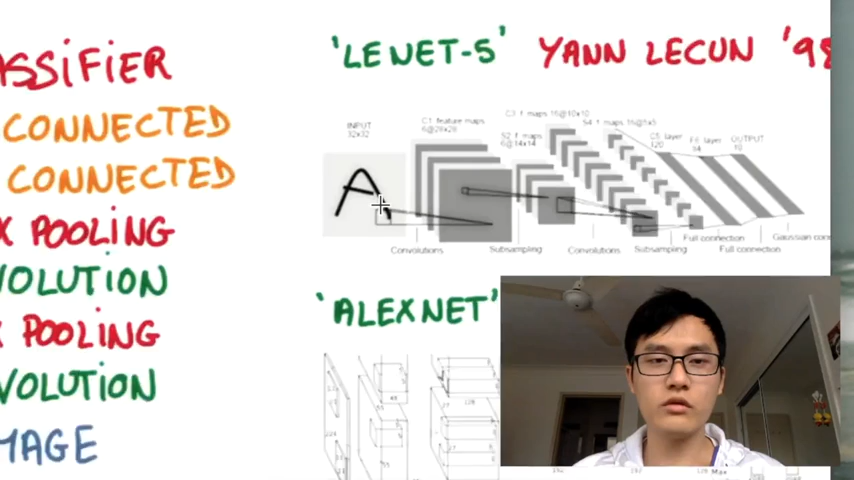 'LENET-5' YANN LECUN '98
ASSIFIER
CONNECTED
CONNECTED
X POOLING
VOLUTION
X POOLING
VOLUTION
MAGE
INPUT
32x32
C1: feature maps
6@28x28
S2: f. maps
6@14x14
C3: f. maps 16@10x10
S4: f. maps 16@5x5
C5: layer
120
F6: layer
84
OUTPUT
10
A
Convolutions
Subsampling
Convolutions
Subsampling
Full connection
Full connection
Gaussian conn
'ALEXNET'